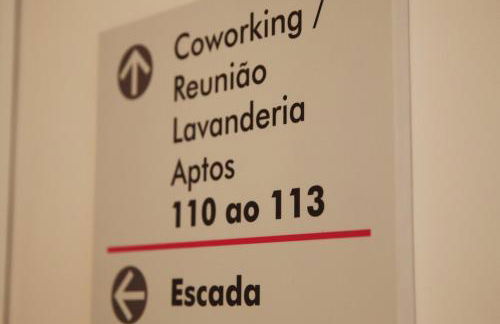 Coworking /
Reunião
Lavanderia
Aptos
110 ao 113
Escada